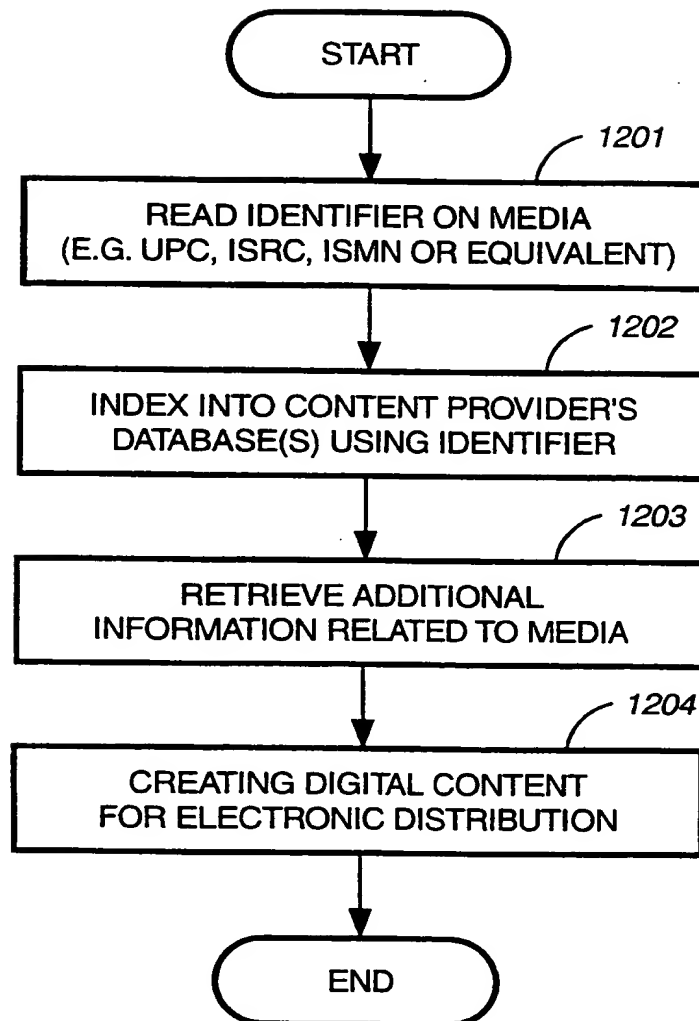 START
1201
READ IDENTIFIER ON MEDIA
(E.G. UPC, ISRC, ISMN OR EQUIVALENT)
1202
INDEX INTO CONTENT PROVIDER'S
DATABASE(S) USING IDENTIFIER
1203
RETRIEVE ADDITIONAL
INFORMATION RELATED TO MEDIA
1204
CREATING DIGITAL CONTENT
FOR ELECTRONIC DISTRIBUTION
END